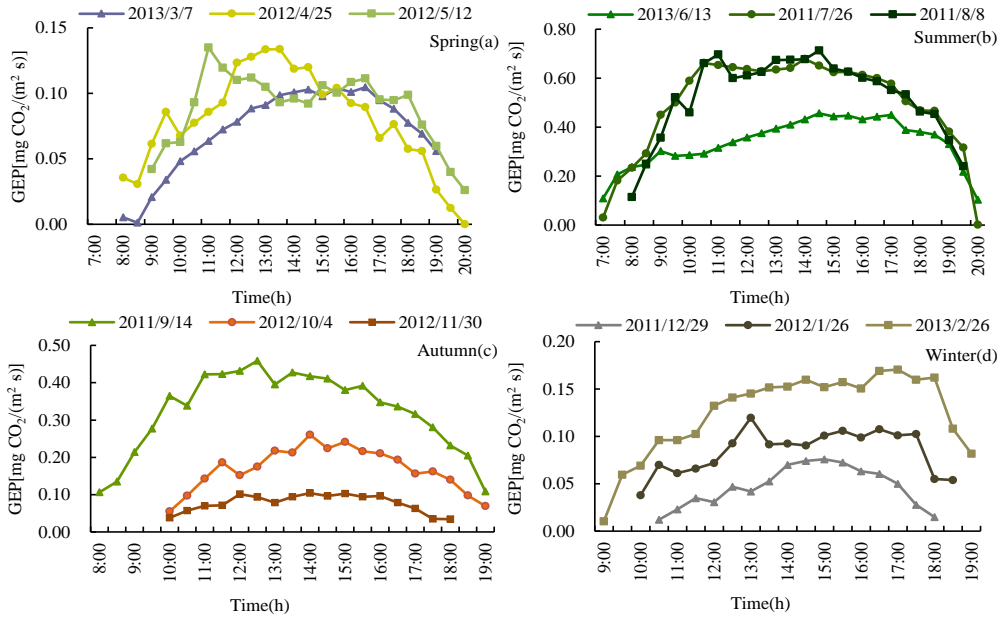 2013/3/7 2012/4/25 2012/5/12
Spring(a)
GEP[mg CO₂/(m² s)]
0.15
0.10
0.05
0.00
7:00 8:00 9:00 10:00 11:00 12:00 13:00 14:00 15:00 16:00 17:00 18:00 19:00 20:00
Time(h)
2013/6/13 2011/7/26 2011/8/8
Summer(b)
GEP[mg CO₂/(m² s)]
0.80
0.60
0.40
0.20
0.00
7:00 8:00 9:00 10:00 11:00 12:00 13:00 14:00 15:00 16:00 17:00 18:00 19:00 20:00
Time(h)
2011/9/14 2012/10/4 2012/11/30
Autumn(c)
GEP[mg CO₂/(m² s)]
0.50
0.40
0.30
0.20
0.10
0.00
8:00 9:00 10:00 11:00 12:00 13:00 14:00 15:00 16:00 17:00 18:00 19:00
Time(h)
2011/12/29 2012/1/26 2013/2/26
Winter(d)
GEP[mg CO₂/(m² s)]
0.20
0.15
0.10
0.05
0.00
9:00 10:00 11:00 12:00 13:00 14:00 15:00 16:00 17:00 18:00 19:00
Time(h)